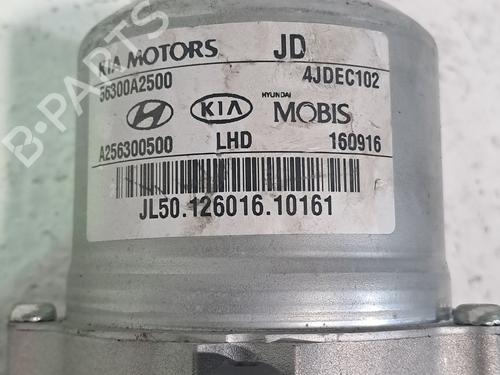 KIA MOTORS JD
56300A2500 4JDEC102
KIA HYUNDAI MOBIS
A256300500 LHD 160916
JL50.126016.10161
B-PARTS